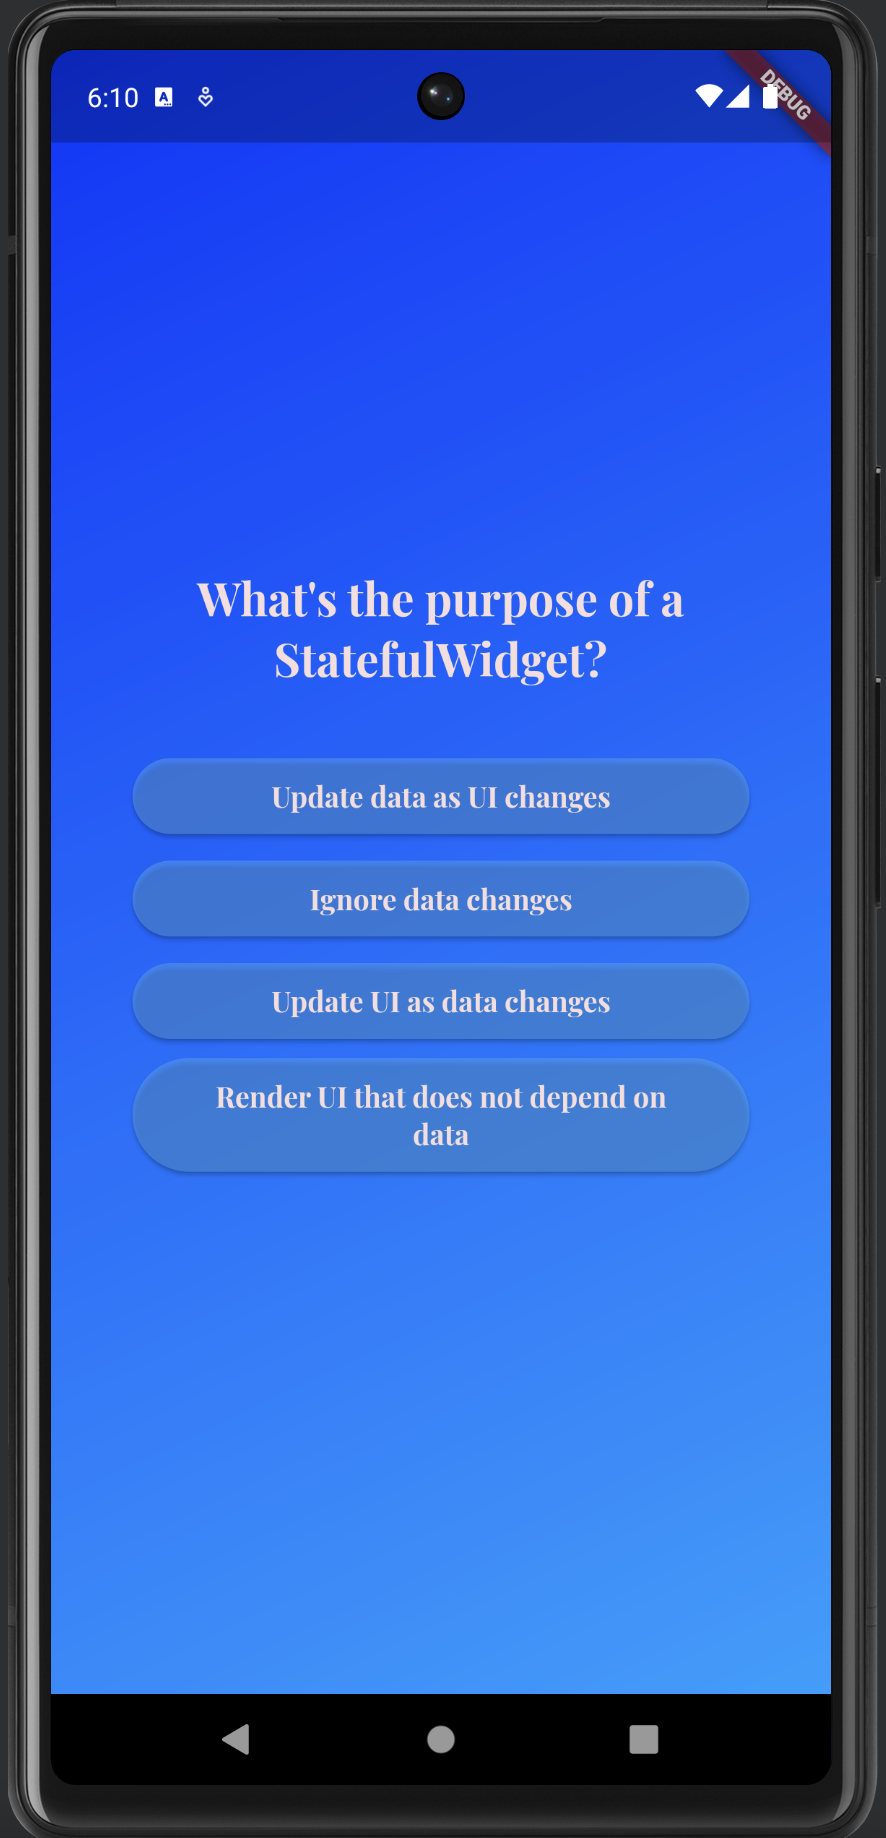 6:10
DEBUG
What's the purpose of a
StatefulWidget?
Update data as UI changes
Ignore data changes
Update UI as data changes
Render UI that does not depend on
data